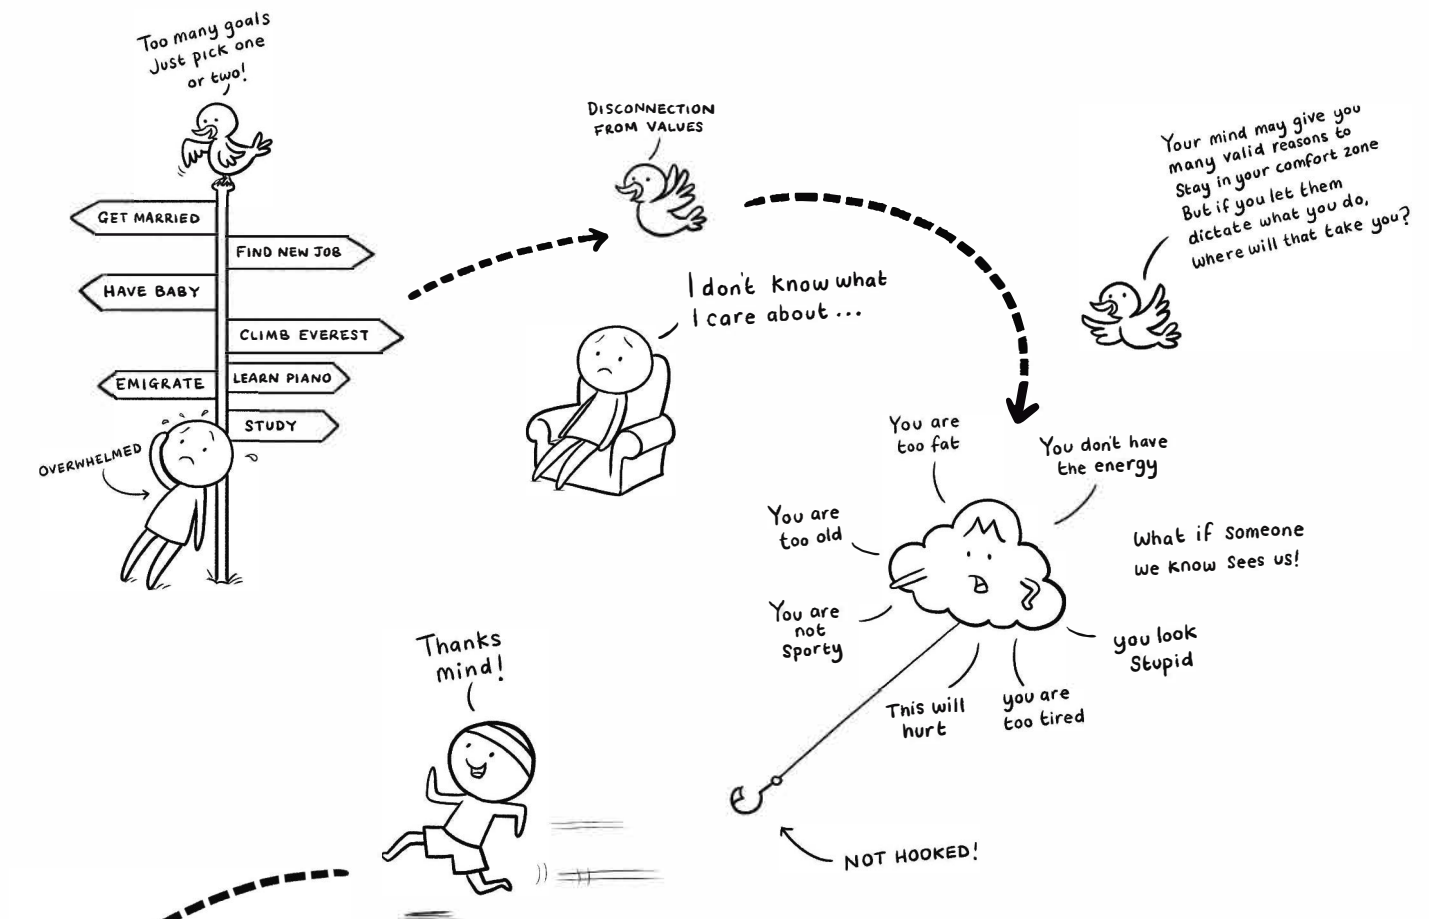 Too many goals
Just pick one
or two!
GET MARRIED
FIND NEW JOB
HAVE BABY
CLIMB EVEREST
EMIGRATE
LEARN PIANO
STUDY
OVERWHELMED
DISCONNECTION
FROM VALUES
I don't know what
I care about...
Your mind may give you
many valid reasons to
Stay in your comfort zone
But if you let them
dictate what you do,
where will that take you?
You are
too fat
You don't have
the energy
You are
too old
What if someone
we know sees us!
You are
not
sporty
you look
stupid
This will
hurt
you are
too tired
Thanks
mind!
NOT HOOKED!